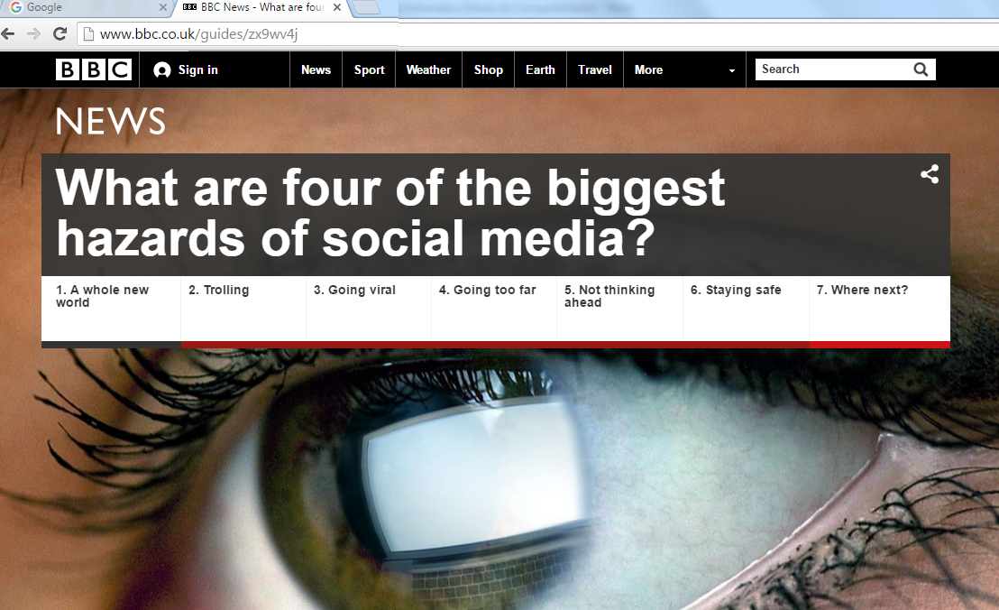 Google
BBC News - What are four
www.bbc.co.uk/guides/zx9wv4j
BBC
Sign in
News
Sport
Weather
Shop
Earth
Travel
More
Search
NEWS
What are four of the biggest
hazards of social media?
1. A whole new
world
2. Trolling
3. Going viral
4. Going too far
5. Not thinking
ahead
6. Staying safe
7. Where next?